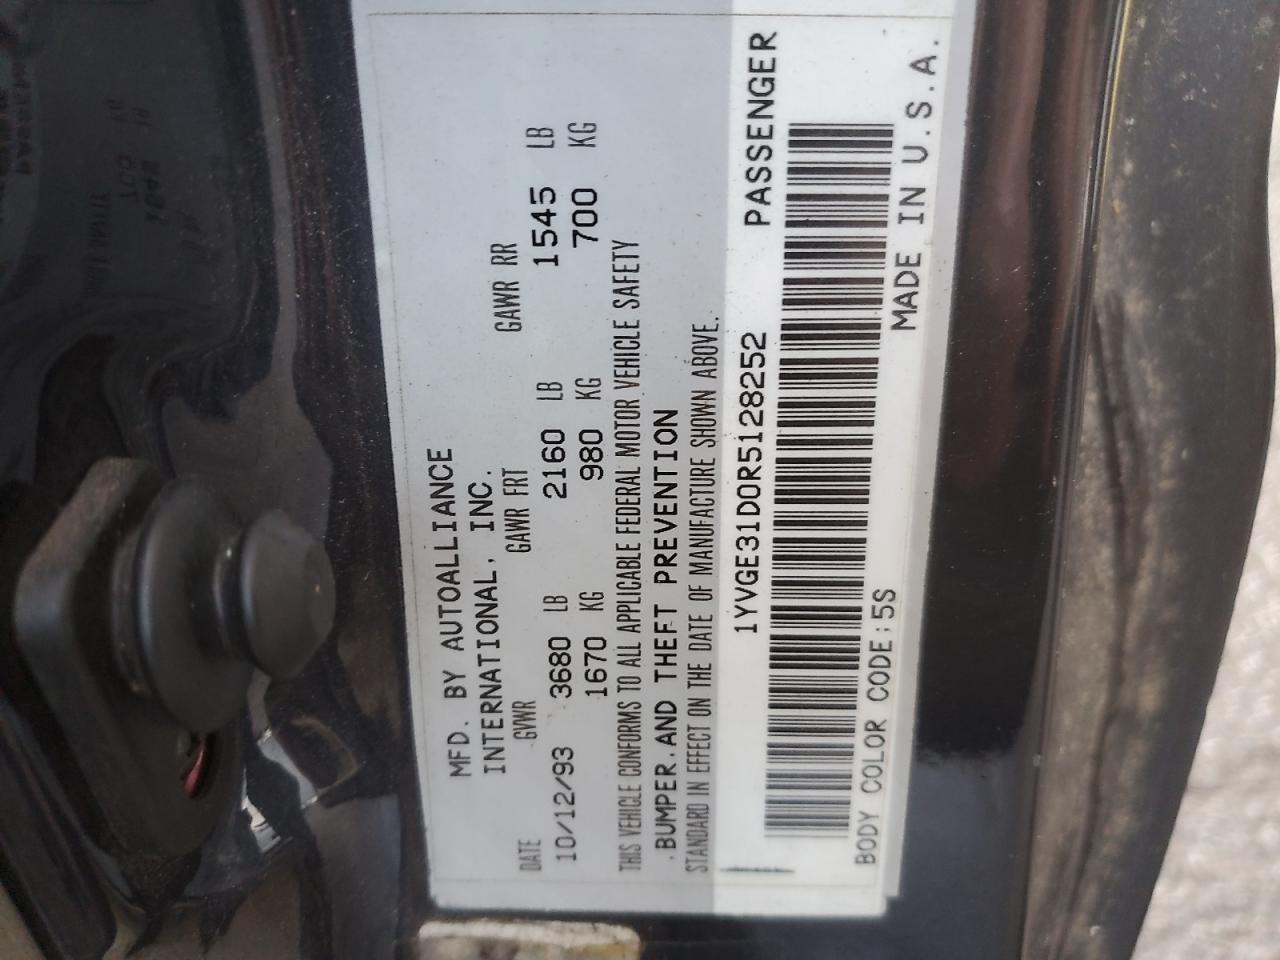 MFD. BY AUTOALLIANCE
INTERNATIONAL, INC.
DATE GVWR GAWR FRT GAWR RR
10/12/93 3680 LB 2160 LB 1545 LB
1670 KG 980 KG 700 KG
THIS VEHICLE CONFORMS TO ALL APPLICABLE FEDERAL MOTOR VEHICLE SAFETY
.BUMPER.AND THEFT PREVENTION
STANDARD IN EFFECT ON THE DATE OF MANUFACTURE SHOWN ABOVE.
1YVGE31D0R5128252 PASSENGER
BODY COLOR CODE:5S MADE IN U.S.A.